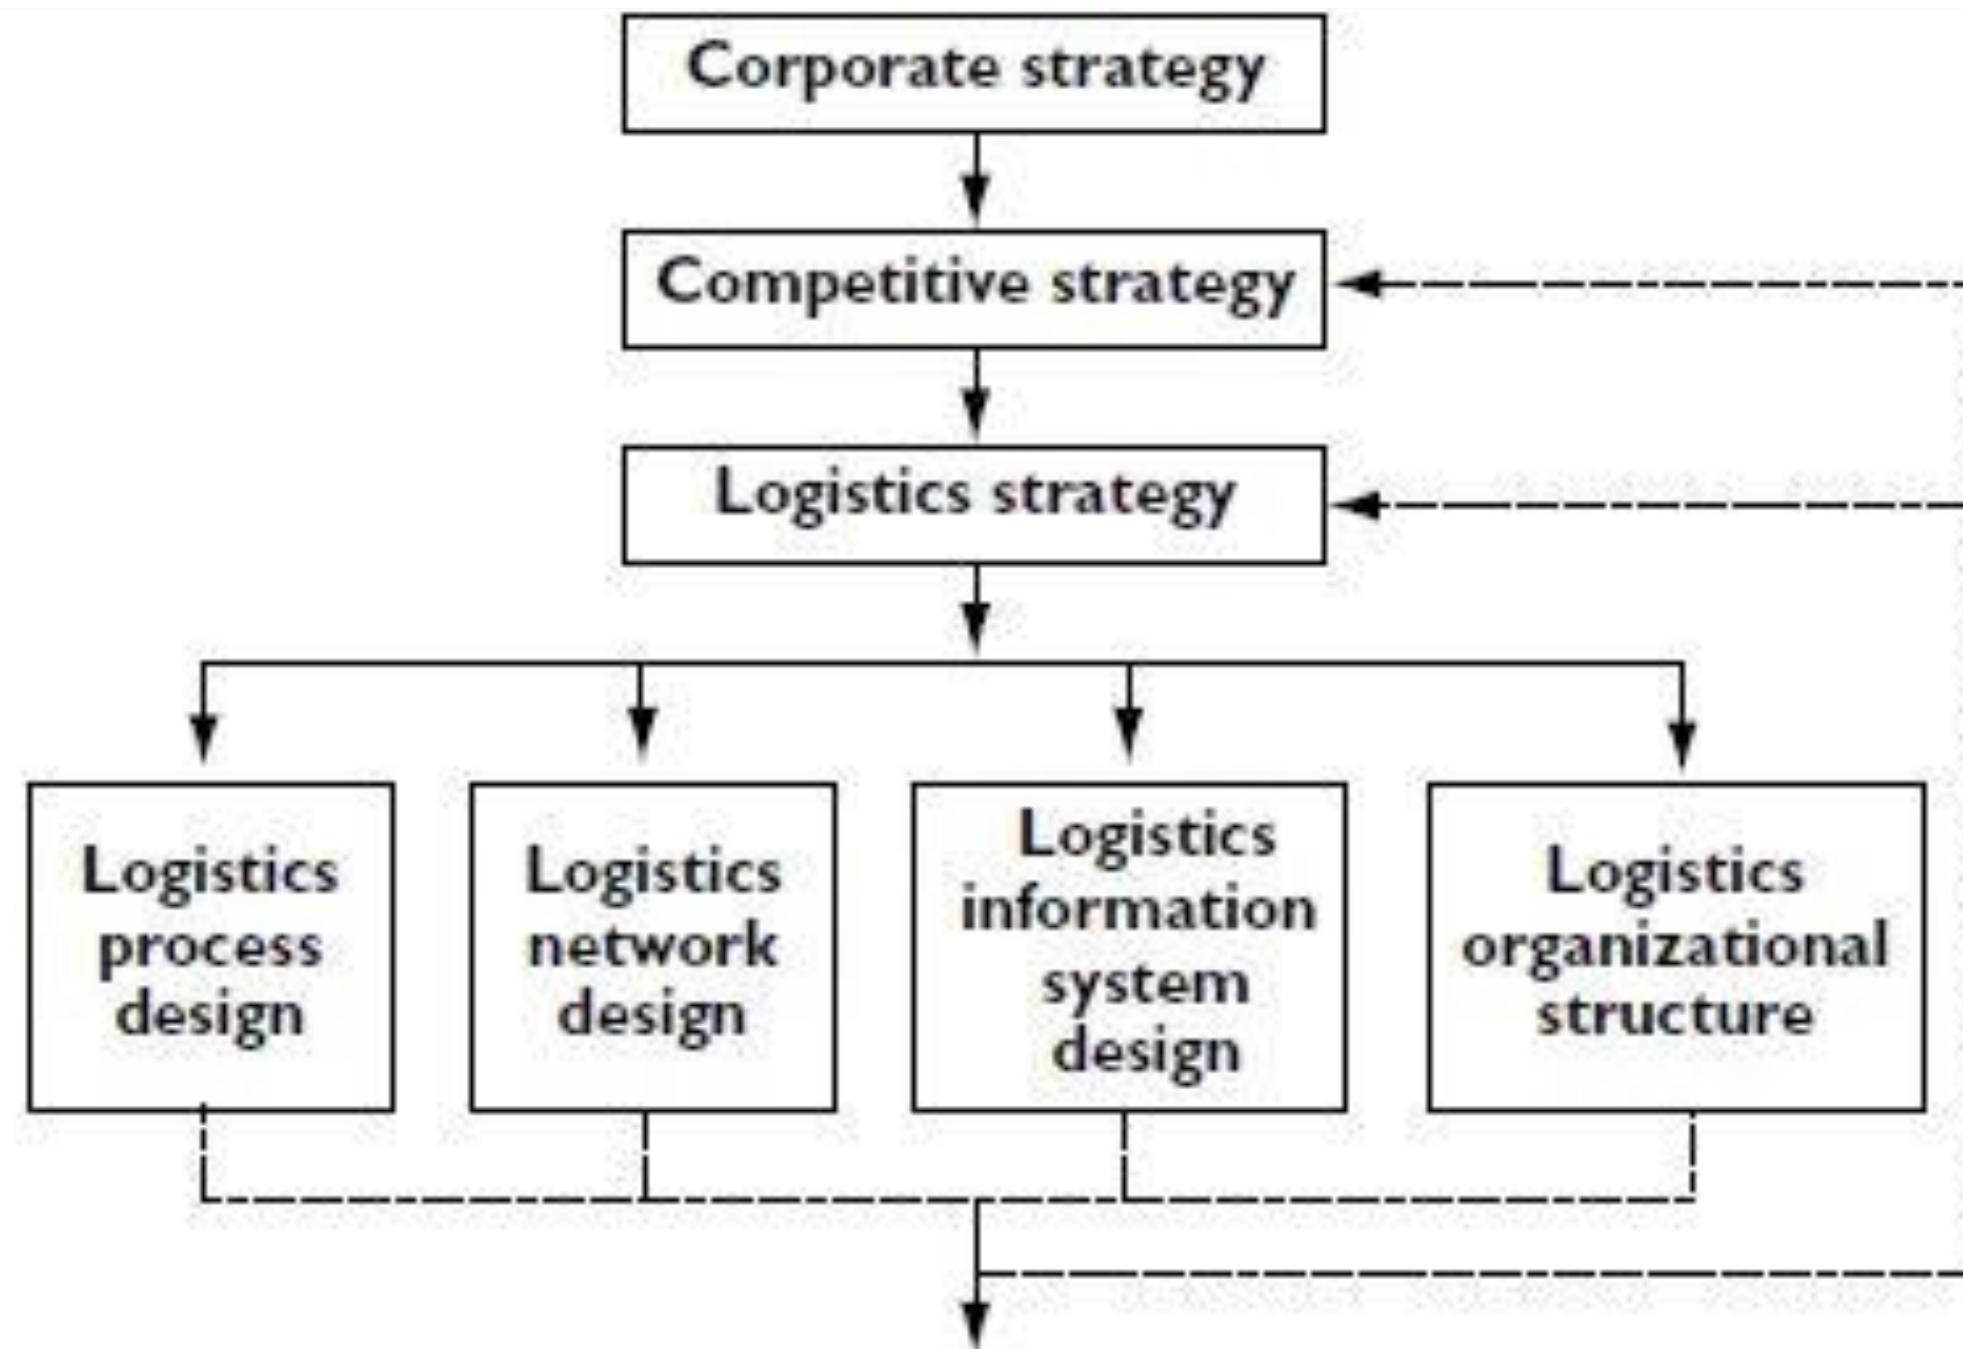 Corporate strategy
Competitive strategy
Logistics strategy
Logistics
process
design
Logistics
network
design
Logistics
information
system
design
Logistics
organizational
structure